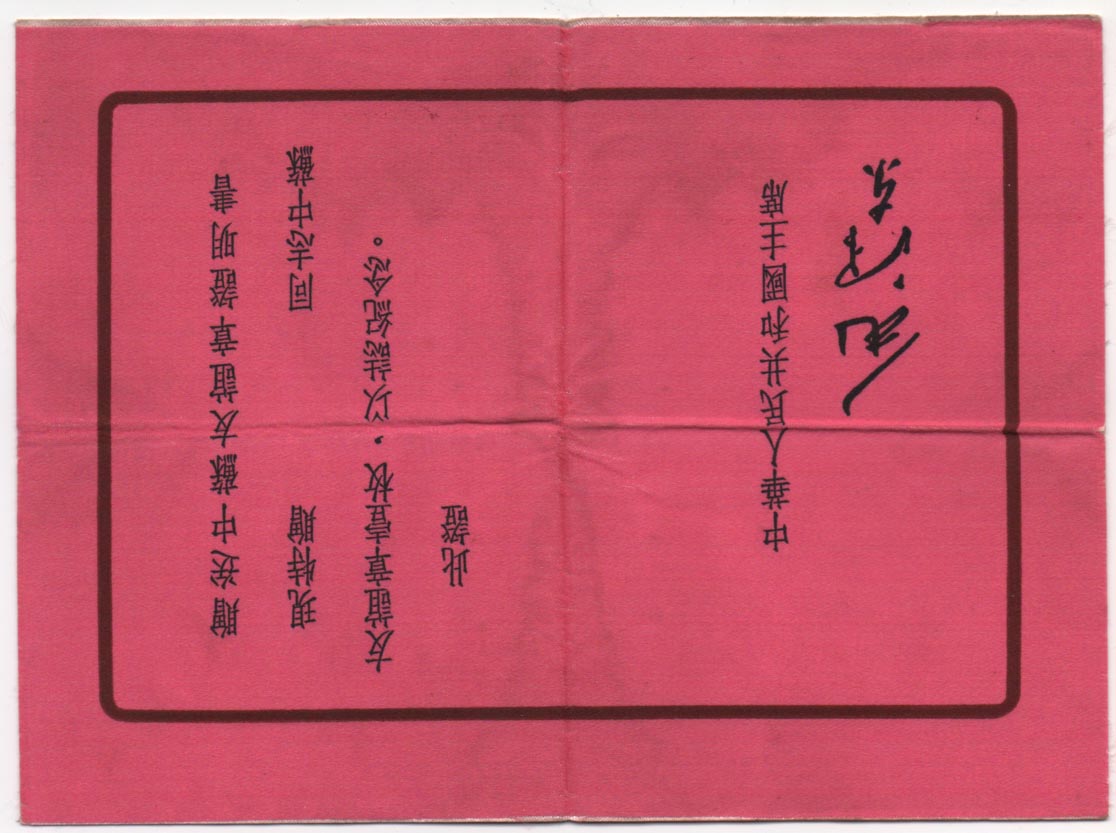 贈送中蘇友誼章證明書
現特贈　　　　同志中蘇
友誼章壹枚，以誌紀念。
此證
中華人民共和國主席
毛泽东